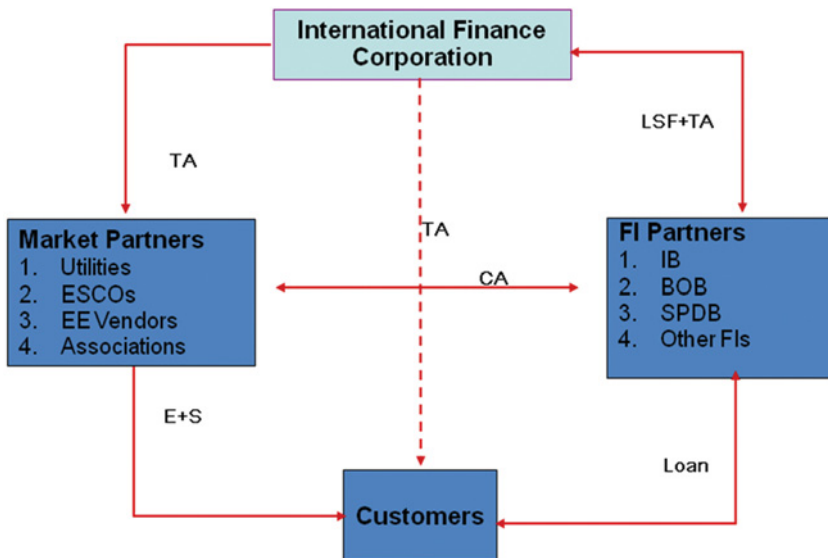 International Finance
Corporation
LSF+TA
TA
Market Partners
1. Utilities
2. ESCOs
3. EE Vendors
4. Associations
TA
CA
FI Partners
1. IB
2. BOB
3. SPDB
4. Other FIs
E+S
Loan
Customers